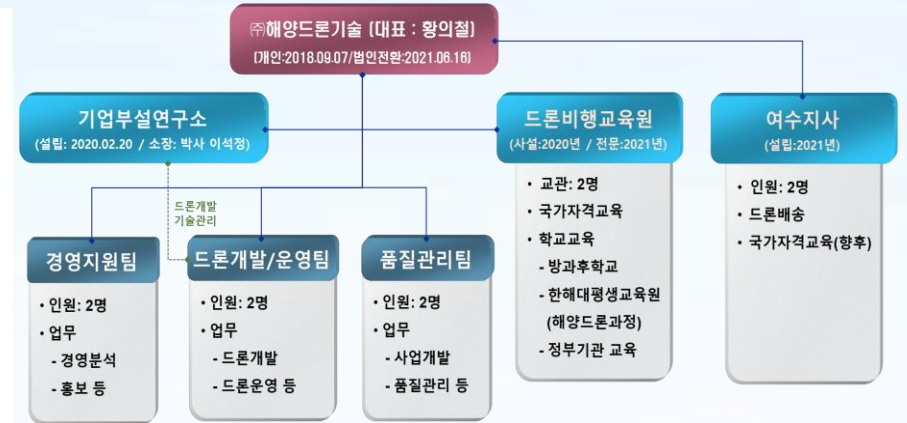 ㈜해양드론기술 (대표 : 황의철)
(개인:2018.09.07/법인전환:2021.06.16)
기업부설연구소
(설립: 2020.02.20 / 소장: 박사 이석정)
드론비행교육원
(사설:2020년 / 전문:2021년)
• 교관: 2명
• 국가자격교육
• 학교교육
- 방과후학교
- 한해대평생교육원
(해양드론과정)
- 정부기관 교육
여수지사
(설립:2021년)
• 인원: 2명
• 드론배송
• 국가자격교육(향후)
드론개발
기술관리
경영지원팀
• 인원: 2명
• 업무
- 경영분석
- 홍보 등
드론개발/운영팀
• 인원: 2명
• 업무
- 드론개발
- 드론운영 등
품질관리팀
• 인원: 2명
• 업무
- 사업개발
- 품질관리 등